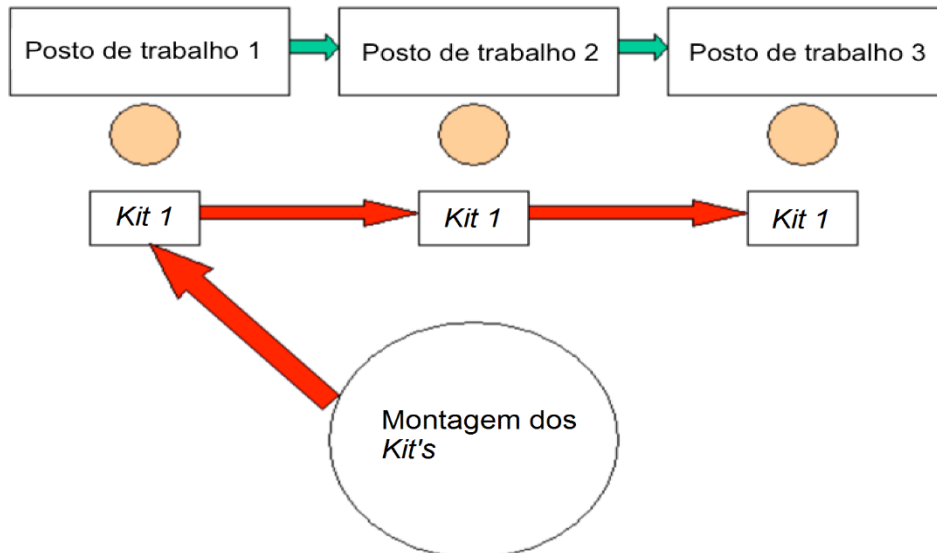 Posto de trabalho 1
Posto de trabalho 2
Posto de trabalho 3
Kit 1
Kit 1
Kit 1
Montagem dos
Kit's